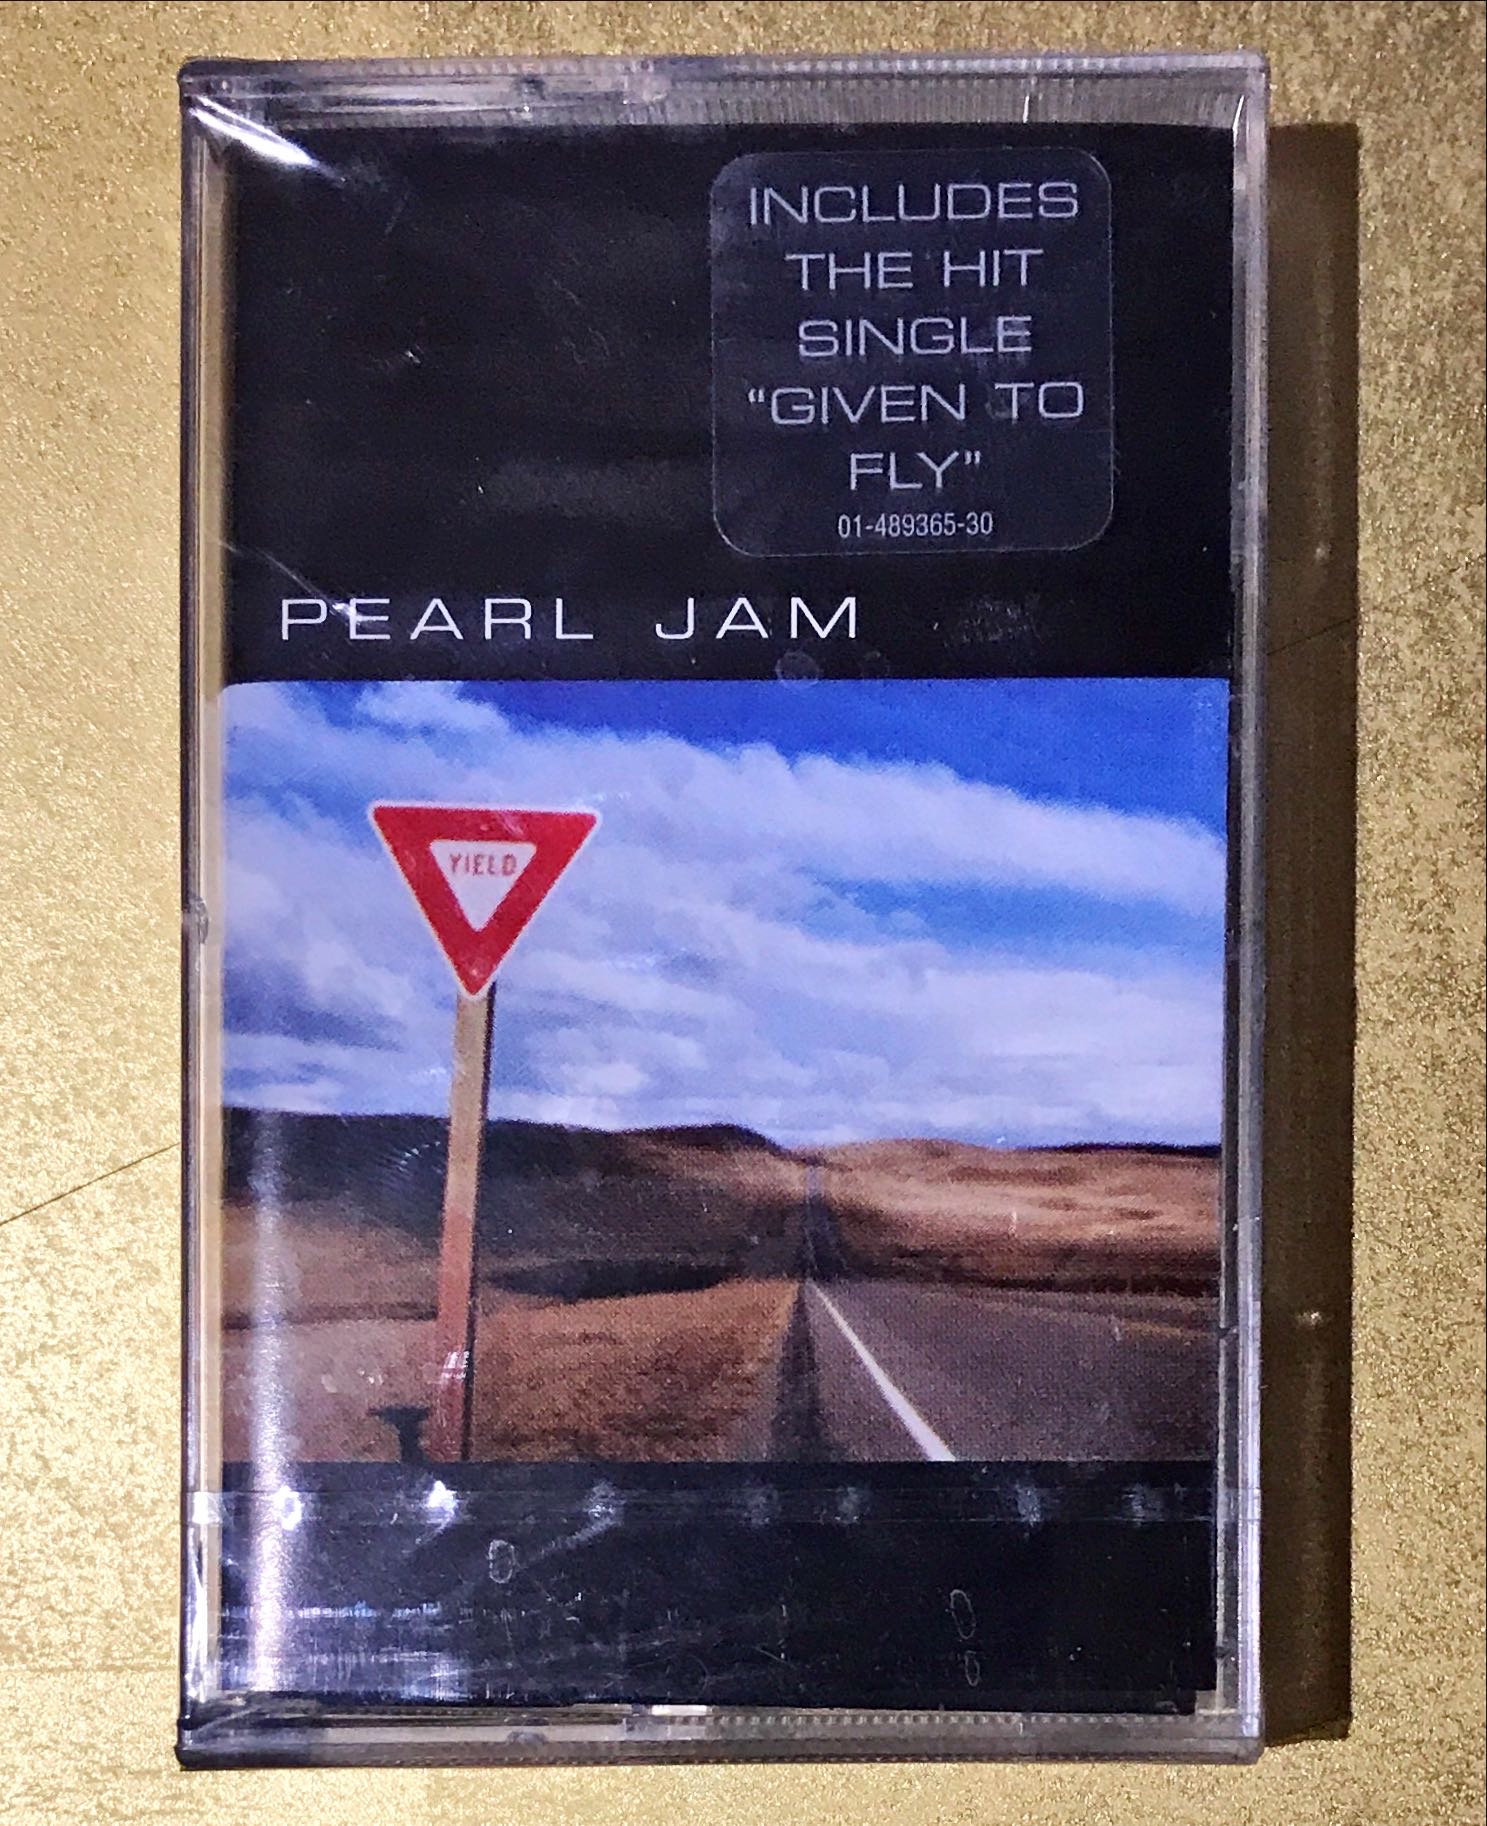 INCLUDES
THE HIT
SINGLE
“GIVEN TO
FLY”
01-489365-30
PEARL JAM
YIELD